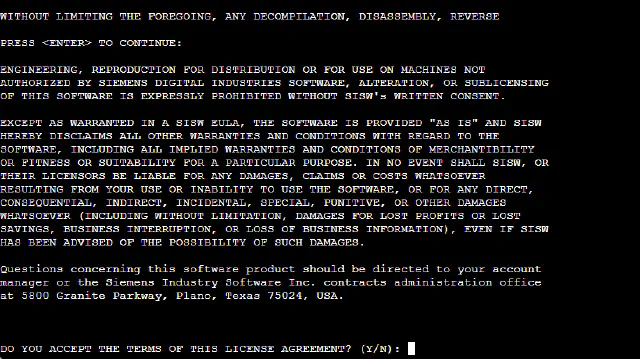 WITHOUT LIMITING THE FOREGOING, ANY DECOMPILATION, DISASSEMBLY, REVERSE
PRESS <ENTER> TO CONTINUE:
ENGINEERING, REPRODUCTION FOR DISTRIBUTION OR FOR USE ON MACHINES NOT
AUTHORIZED BY SIEMENS DIGITAL INDUSTRIES SOFTWARE, ALTERATION, OR SUBLICENSING
OF THIS SOFTWARE IS EXPRESSLY PROHIBITED WITHOUT SISW's WRITTEN CONSENT.
EXCEPT AS WARRANTED IN A SISW EULA, THE SOFTWARE IS PROVIDED "AS IS" AND SISW
HEREBY DISCLAIMS ALL OTHER WARRANTIES AND CONDITIONS WITH REGARD TO THE
SOFTWARE, INCLUDING ALL IMPLIED WARRANTIES AND CONDITIONS OF MERCHANTIBILITY
OR FITNESS OR SUITABILITY FOR A PARTICULAR PURPOSE. IN NO EVENT SHALL SISW, OR
THEIR LICENSORS BE LIABLE FOR ANY DAMAGES, CLAIMS OR COSTS WHATSOEVER
RESULTING FROM YOUR USE OR INABILITY TO USE THE SOFTWARE, OR FOR ANY DIRECT,
CONSEQUENTIAL, INDIRECT, INCIDENTAL, SPECIAL, PUNITIVE, OR OTHER DAMAGES
WHATSOEVER (INCLUDING WITHOUT LIMITATION, DAMAGES FOR LOST PROFITS OR LOST
SAVINGS, BUSINESS INTERRUPTION, OR LOSS OF BUSINESS INFORMATION), EVEN IF SISW
HAS BEEN ADVISED OF THE POSSIBILITY OF SUCH DAMAGES.
Questions concerning this software product should be directed to your account
manager or the Siemens Industry Software Inc. contracts administration office
at 5800 Granite Parkway, Plano, Texas 75024, USA.
DO YOU ACCEPT THE TERMS OF THIS LICENSE AGREEMENT? (Y/N):